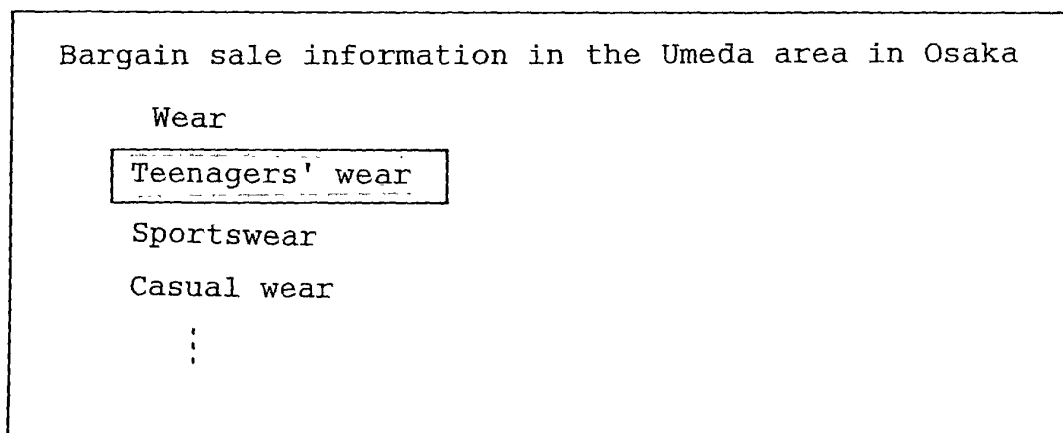 Bargain sale information in the Umeda area in Osaka
Wear
Teenagers' wear
Sportswear
Casual wear
⋮